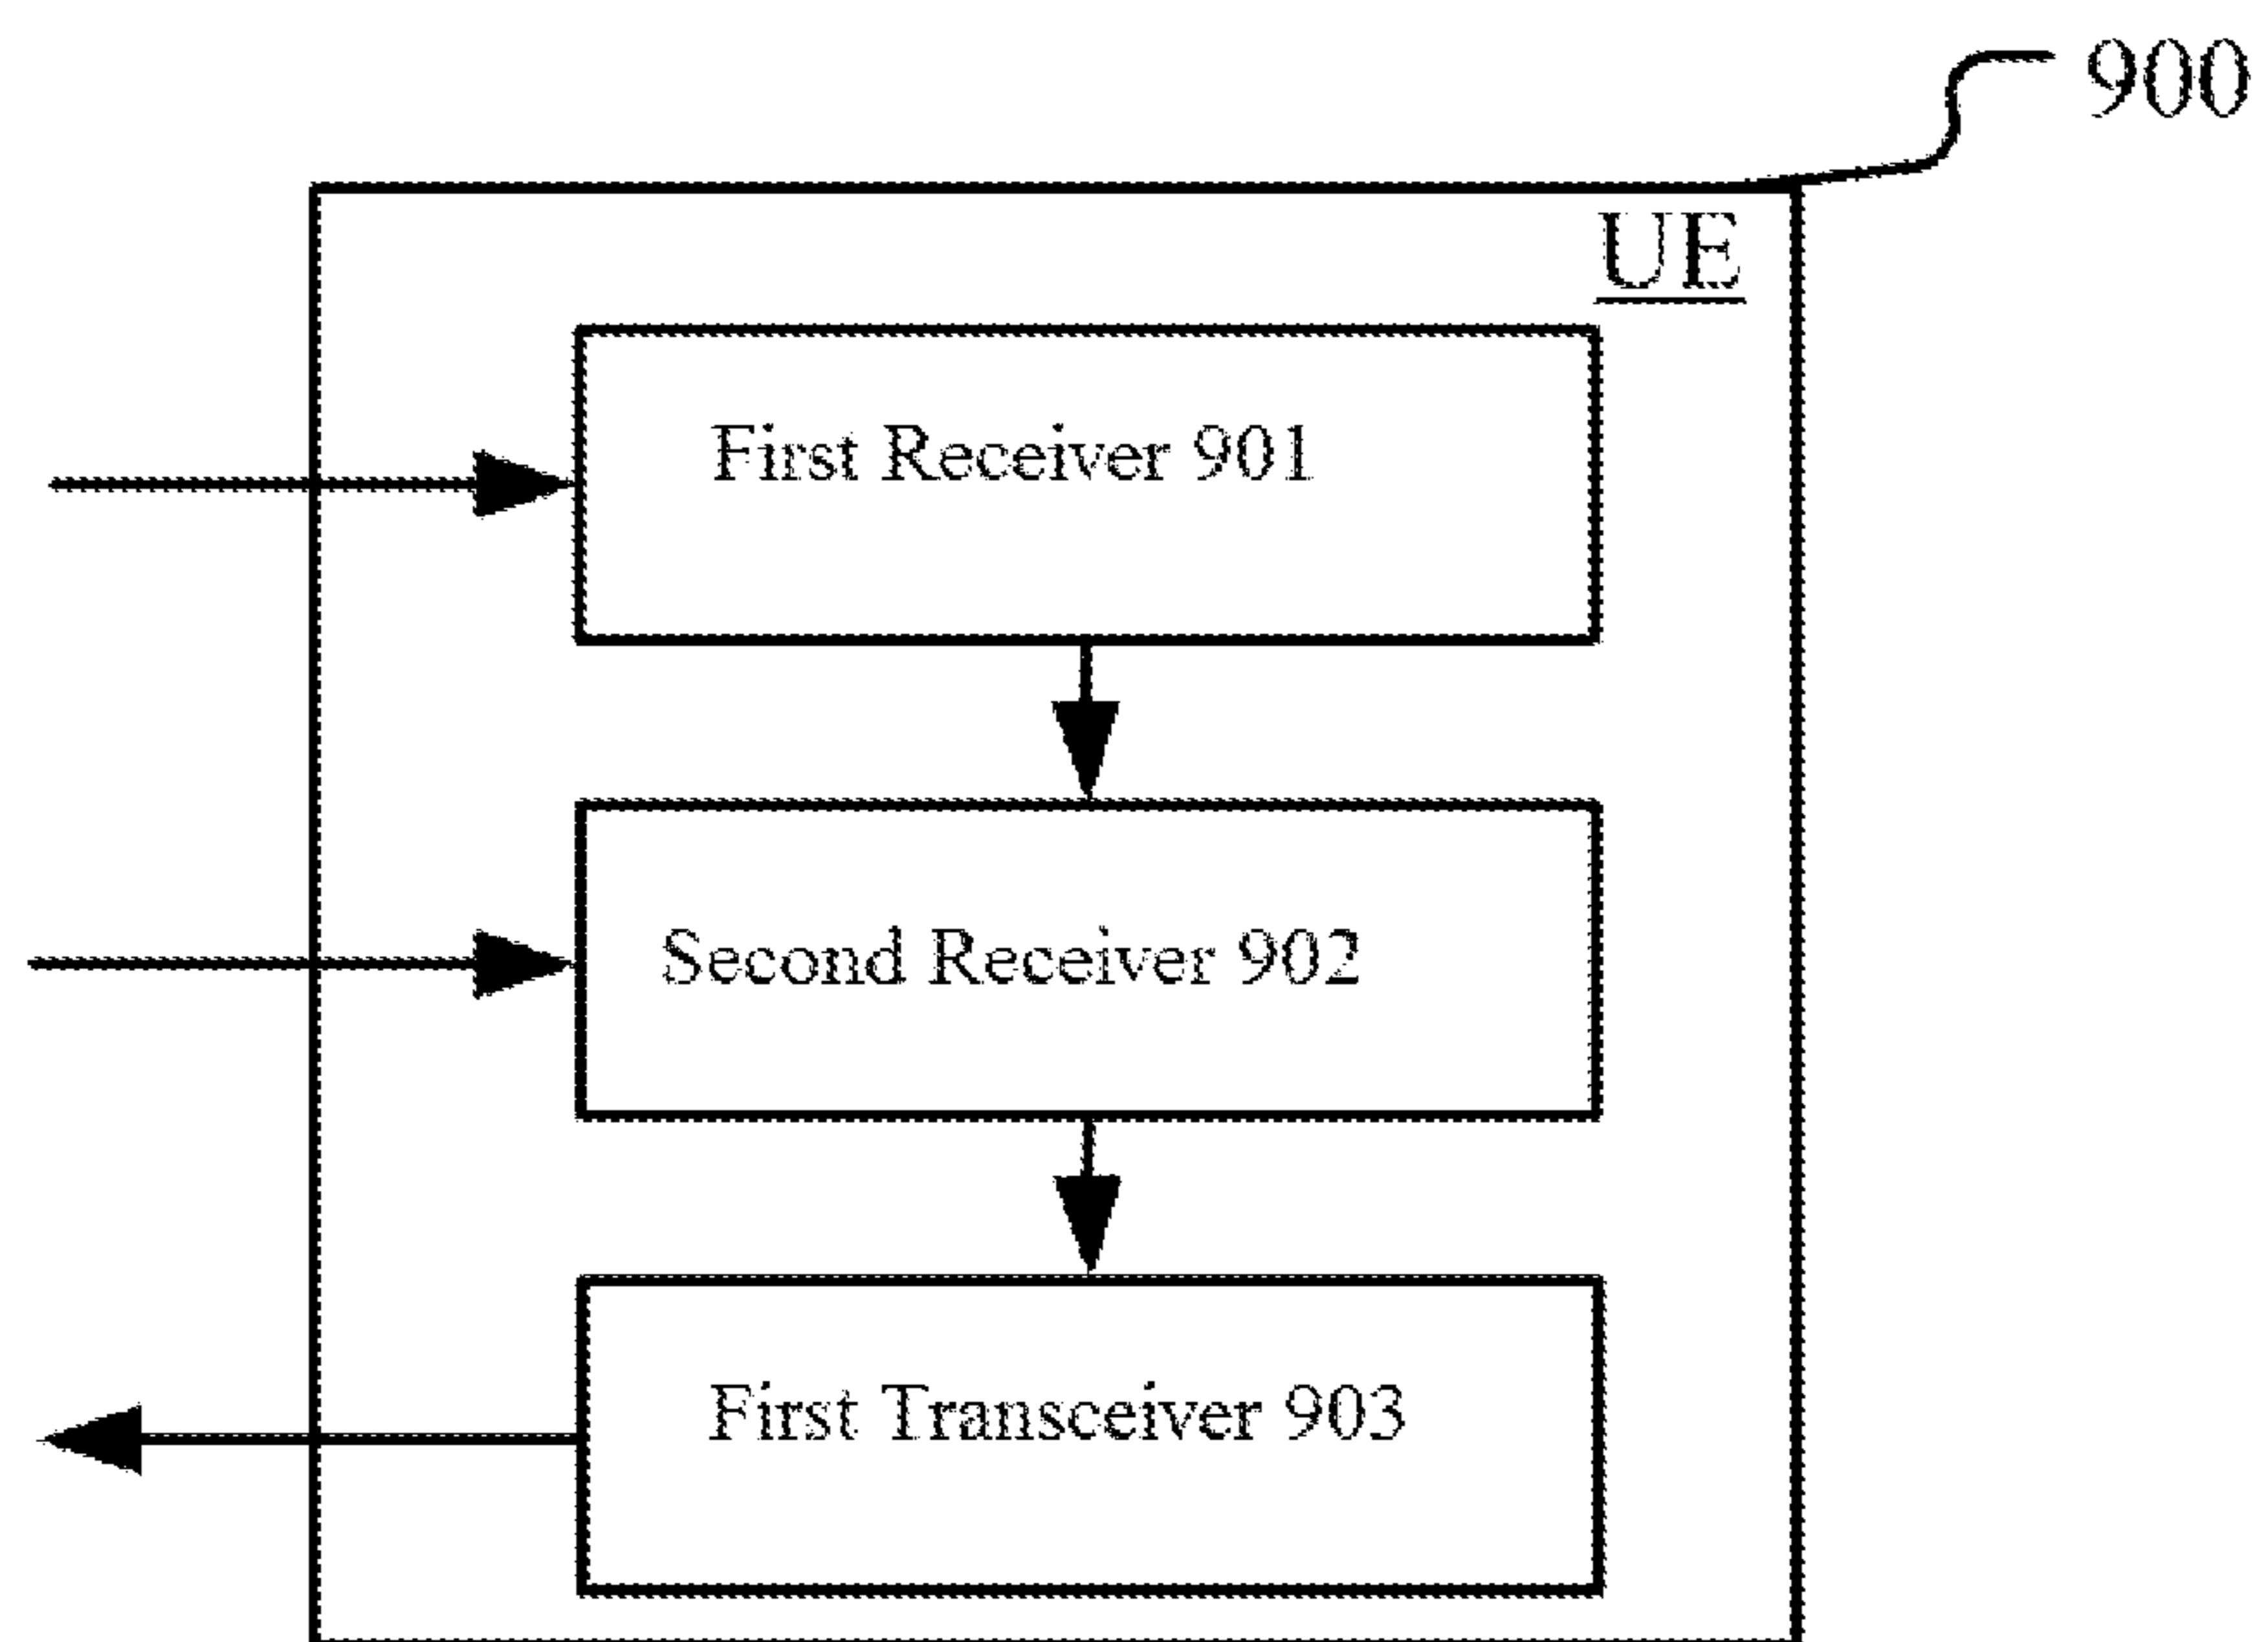 900
UE
First Receiver 901
Second Receiver 902
First Transceiver 903